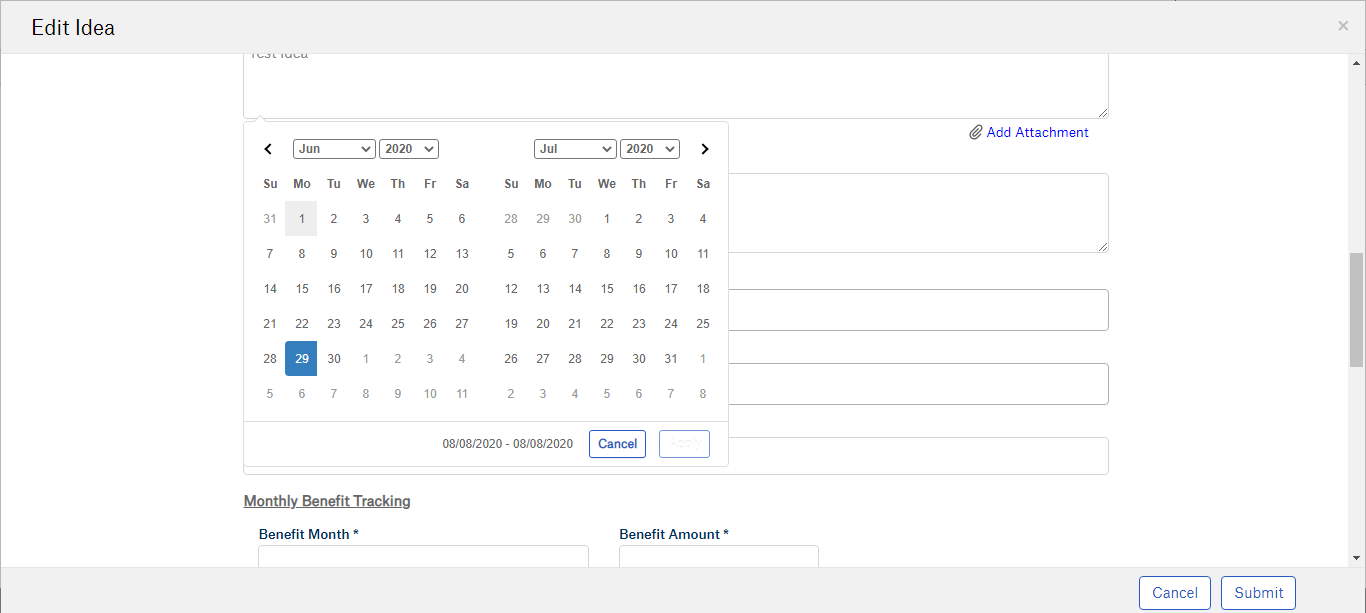 Edit Idea
×
Test Idea
Add Attachment
Jun 2020 Jul 2020
Su Mo Tu We Th Fr Sa Su Mo Tu We Th Fr Sa
31 1 2 3 4 5 6 28 29 30 1 2 3 4
7 8 9 10 11 12 13 5 6 7 8 9 10 11
14 15 16 17 18 19 20 12 13 14 15 16 17 18
21 22 23 24 25 26 27 19 20 21 22 23 24 25
28 29 30 1 2 3 4 26 27 28 29 30 31 1
5 6 7 8 9 10 11 2 3 4 5 6 7 8
08/08/2020 - 08/08/2020 Cancel Apply
Monthly Benefit Tracking
Benefit Month * Benefit Amount *
Cancel Submit